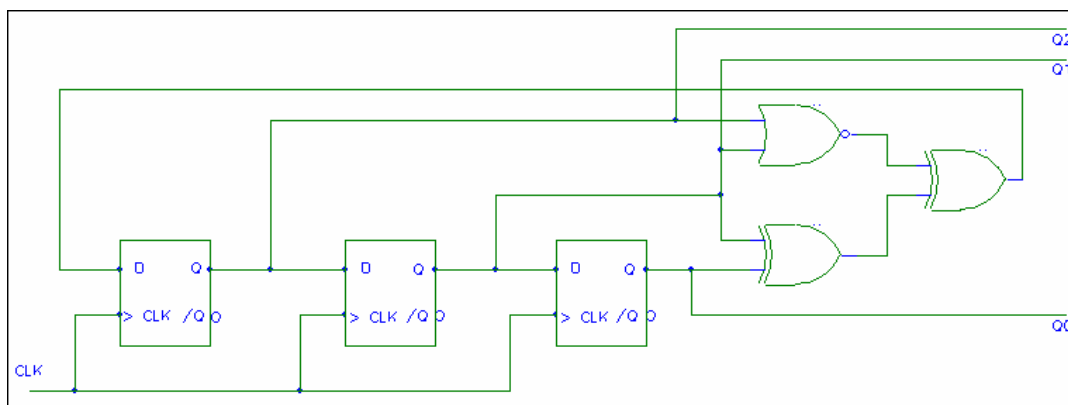 Q2
Q1
D Q D Q D Q
> CLK /Q > CLK /Q > CLK /Q
Q0
CLK